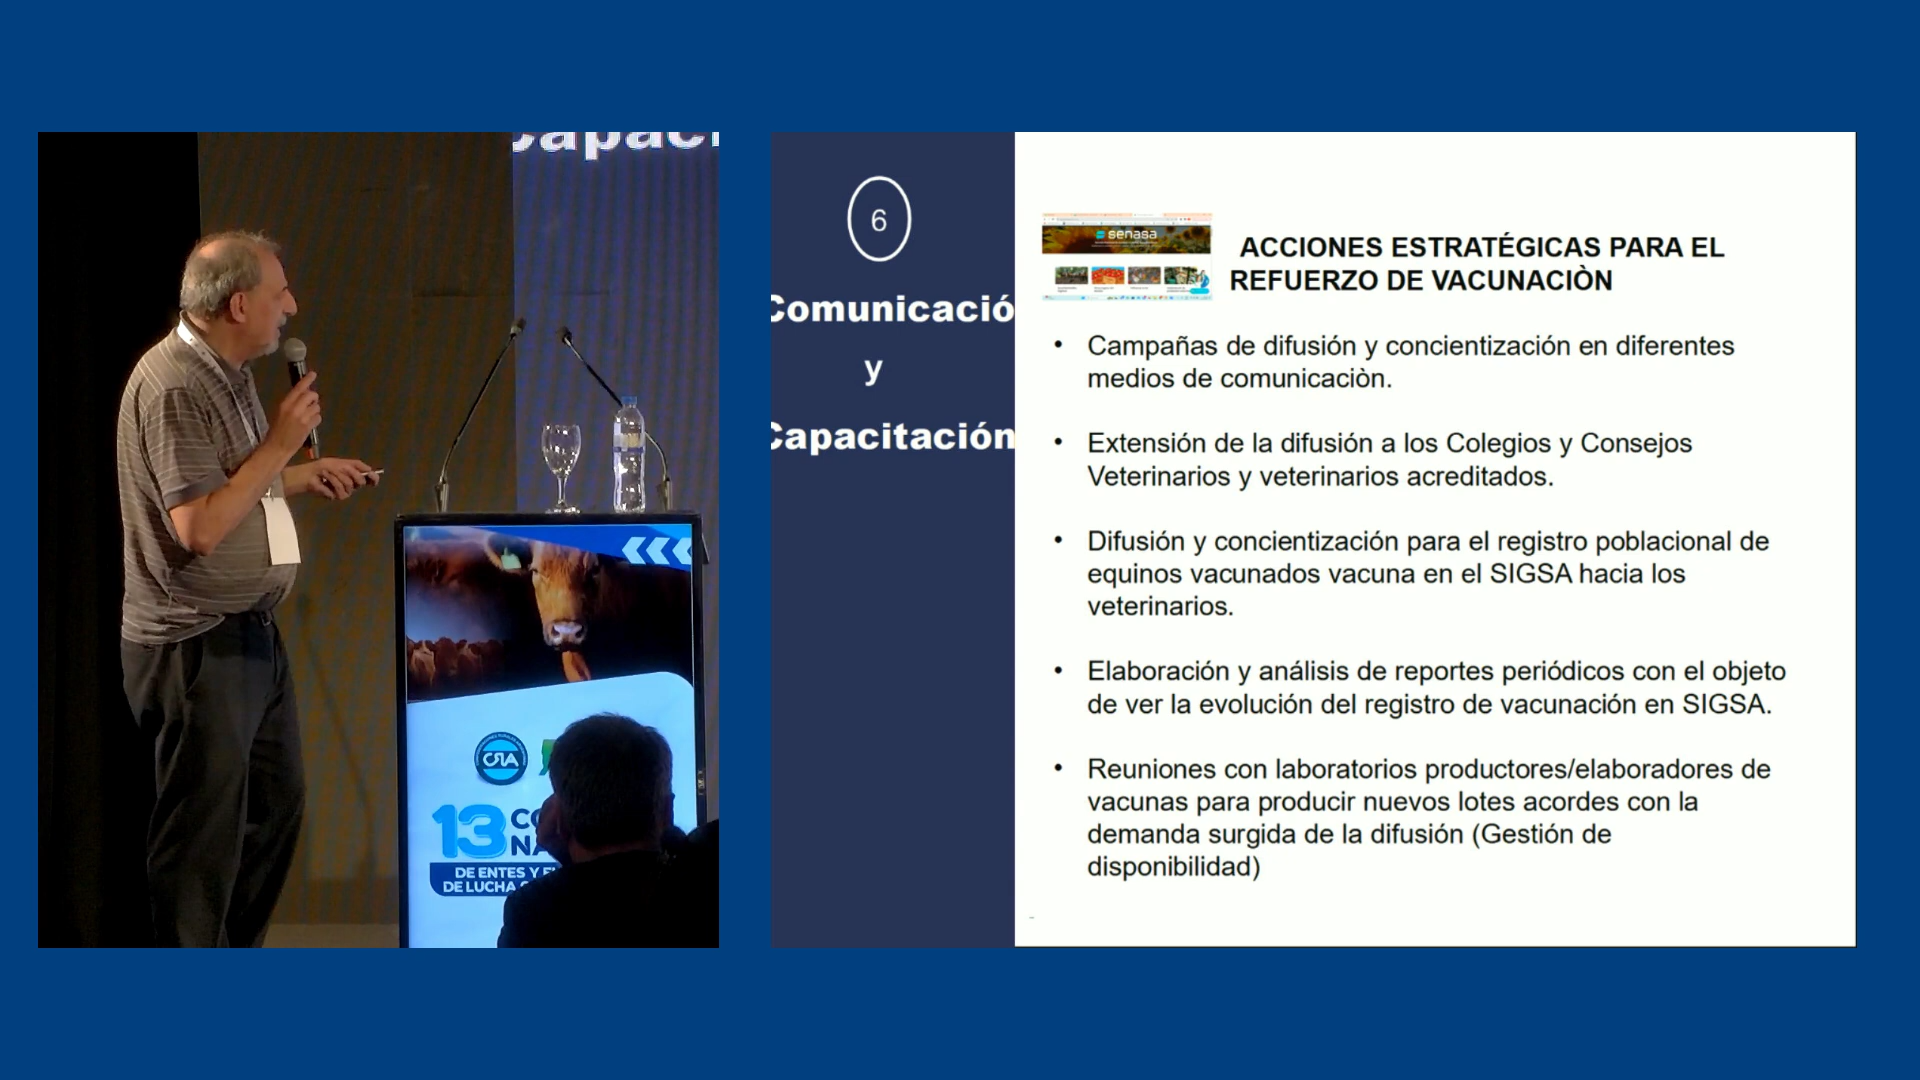 CRA
13
DE ENTES Y
DE LUCHA
6
Comunicació
y
Capacitación
senasa
ACCIONES ESTRATÉGICAS PARA EL
REFUERZO DE VACUNACIÒN
• Campañas de difusión y concientización en diferentes
medios de comunicaciòn.
• Extensión de la difusión a los Colegios y Consejos
Veterinarios y veterinarios acreditados.
• Difusión y concientización para el registro poblacional de
equinos vacunados vacuna en el SIGSA hacia los
veterinarios.
• Elaboración y análisis de reportes periódicos con el objeto
de ver la evolución del registro de vacunación en SIGSA.
• Reuniones con laboratorios productores/elaboradores de
vacunas para producir nuevos lotes acordes con la
demanda surgida de la difusión (Gestión de
disponibilidad)